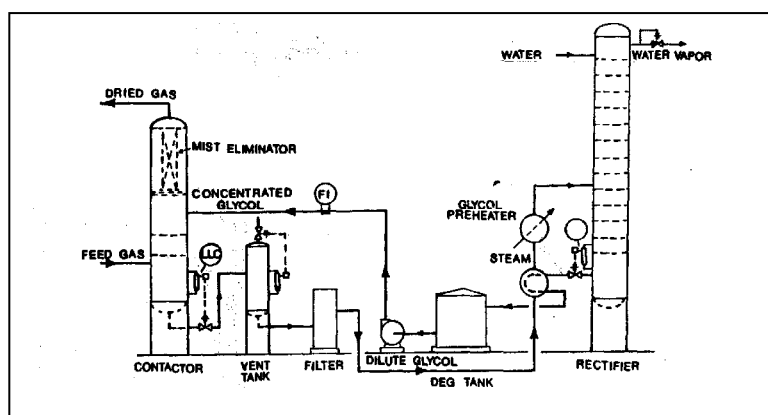 WATER
WATER VAPOR
DRIED GAS
MIST ELIMINATOR
CONCENTRATED
GLYCOL
FI
GLYCOL
PREHEATER
FEED GAS
LLC
STEAM
CONTACTOR
VENT
TANK
FILTER
DILUTE GLYCOL
DEG TANK
RECTIFIER